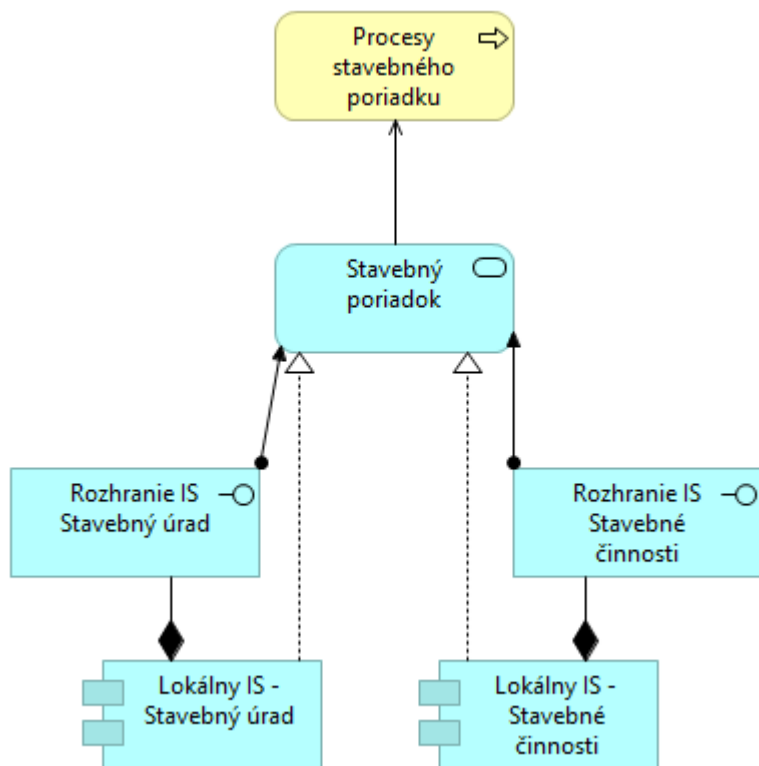 Procesy
stavebného
poriadku
Stavebný
poriadok
Rozhranie IS
Stavebný úrad
Rozhranie IS
Stavebné
činnosti
Lokálny IS -
Stavebný úrad
Lokálny IS -
Stavebné
činnosti